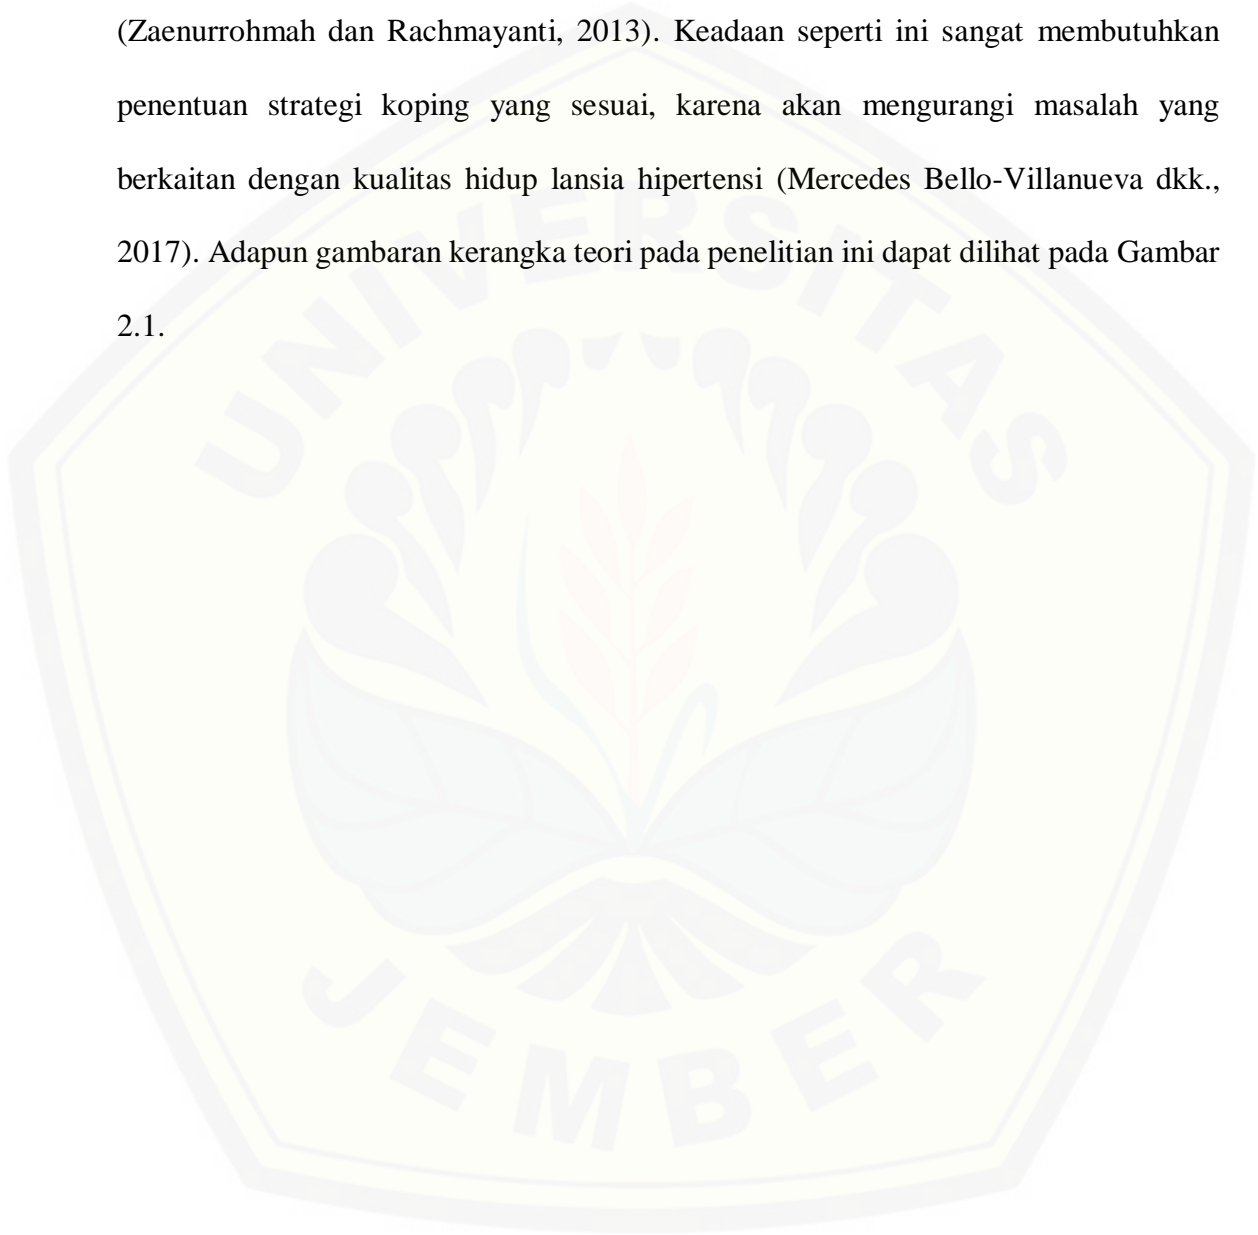 (Zaenurrohmah dan Rachmayanti, 2013). Keadaan seperti ini sangat membutuhkan
penentuan strategi koping yang sesuai, karena akan mengurangi masalah yang
berkaitan dengan kualitas hidup lansia hipertensi (Mercedes Bello-Villanueva dkk.,
2017). Adapun gambaran kerangka teori pada penelitian ini dapat dilihat pada Gambar
2.1.
UNIVERSITAS
JEMBER